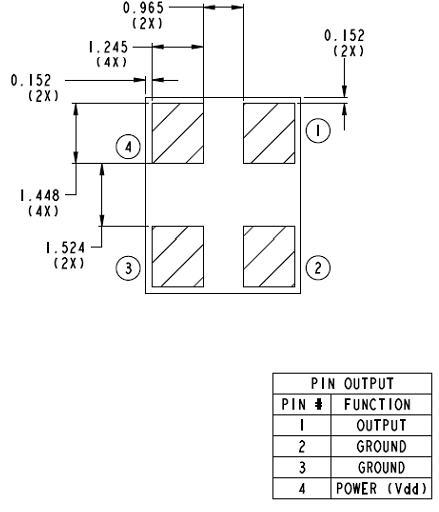 0.965
(2X)
1.245
(4X)
0.152
(2X)
0.152
(2X)
4
1
1.448
(4X)
1.524
(2X)
3
2
PIN OUTPUT
PIN # FUNCTION
1 OUTPUT
2 GROUND
3 GROUND
4 POWER (Vdd)